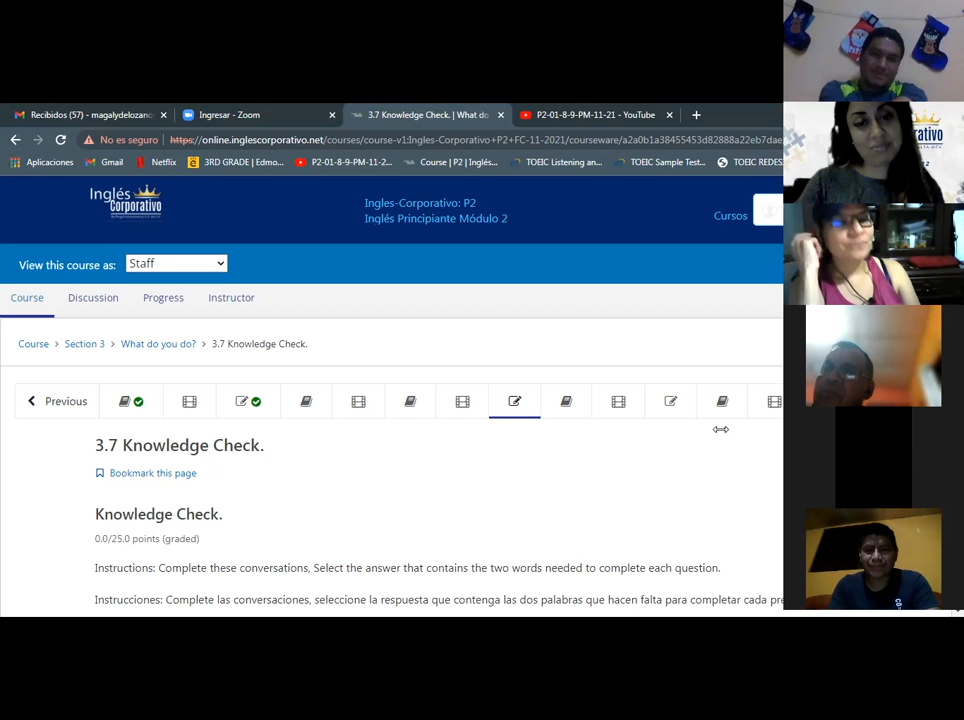 Recibidos (57) - magalydelozano
Ingresar - Zoom
3.7 Knowledge Check. | What do
P2-01-8-9-PM-11-21 - YouTube
No es seguro
https://online.inglescorporativo.net/courses/course-v1:Ingles-Corporativo+P2+FC-11-2021/courseware/a2a0b1a38455453d82888a22eb7dae
Aplicaciones
Gmail
Netflix
3RD GRADE | Edmo...
P2-01-8-9-PM-11-2...
Course | P2 | Inglés...
TOEIC Listening an...
TOEIC Sample Test...
TOEIC REDES
Inglés
Corporativo
Ingles-Corporativo: P2
Inglés Principiante Módulo 2
Cursos
View this course as:
Staff
Course
Discussion
Progress
Instructor
Course > Section 3 > What do you do? > 3.7 Knowledge Check.
Previous
3.7 Knowledge Check.
Bookmark this page
Knowledge Check.
0.0/25.0 points (graded)
Instructions: Complete these conversations, Select the answer that contains the two words needed to complete each question.
Instrucciones: Complete las conversaciones, seleccione la respuesta que contenga las dos palabras que hacen falta para completar cada pre